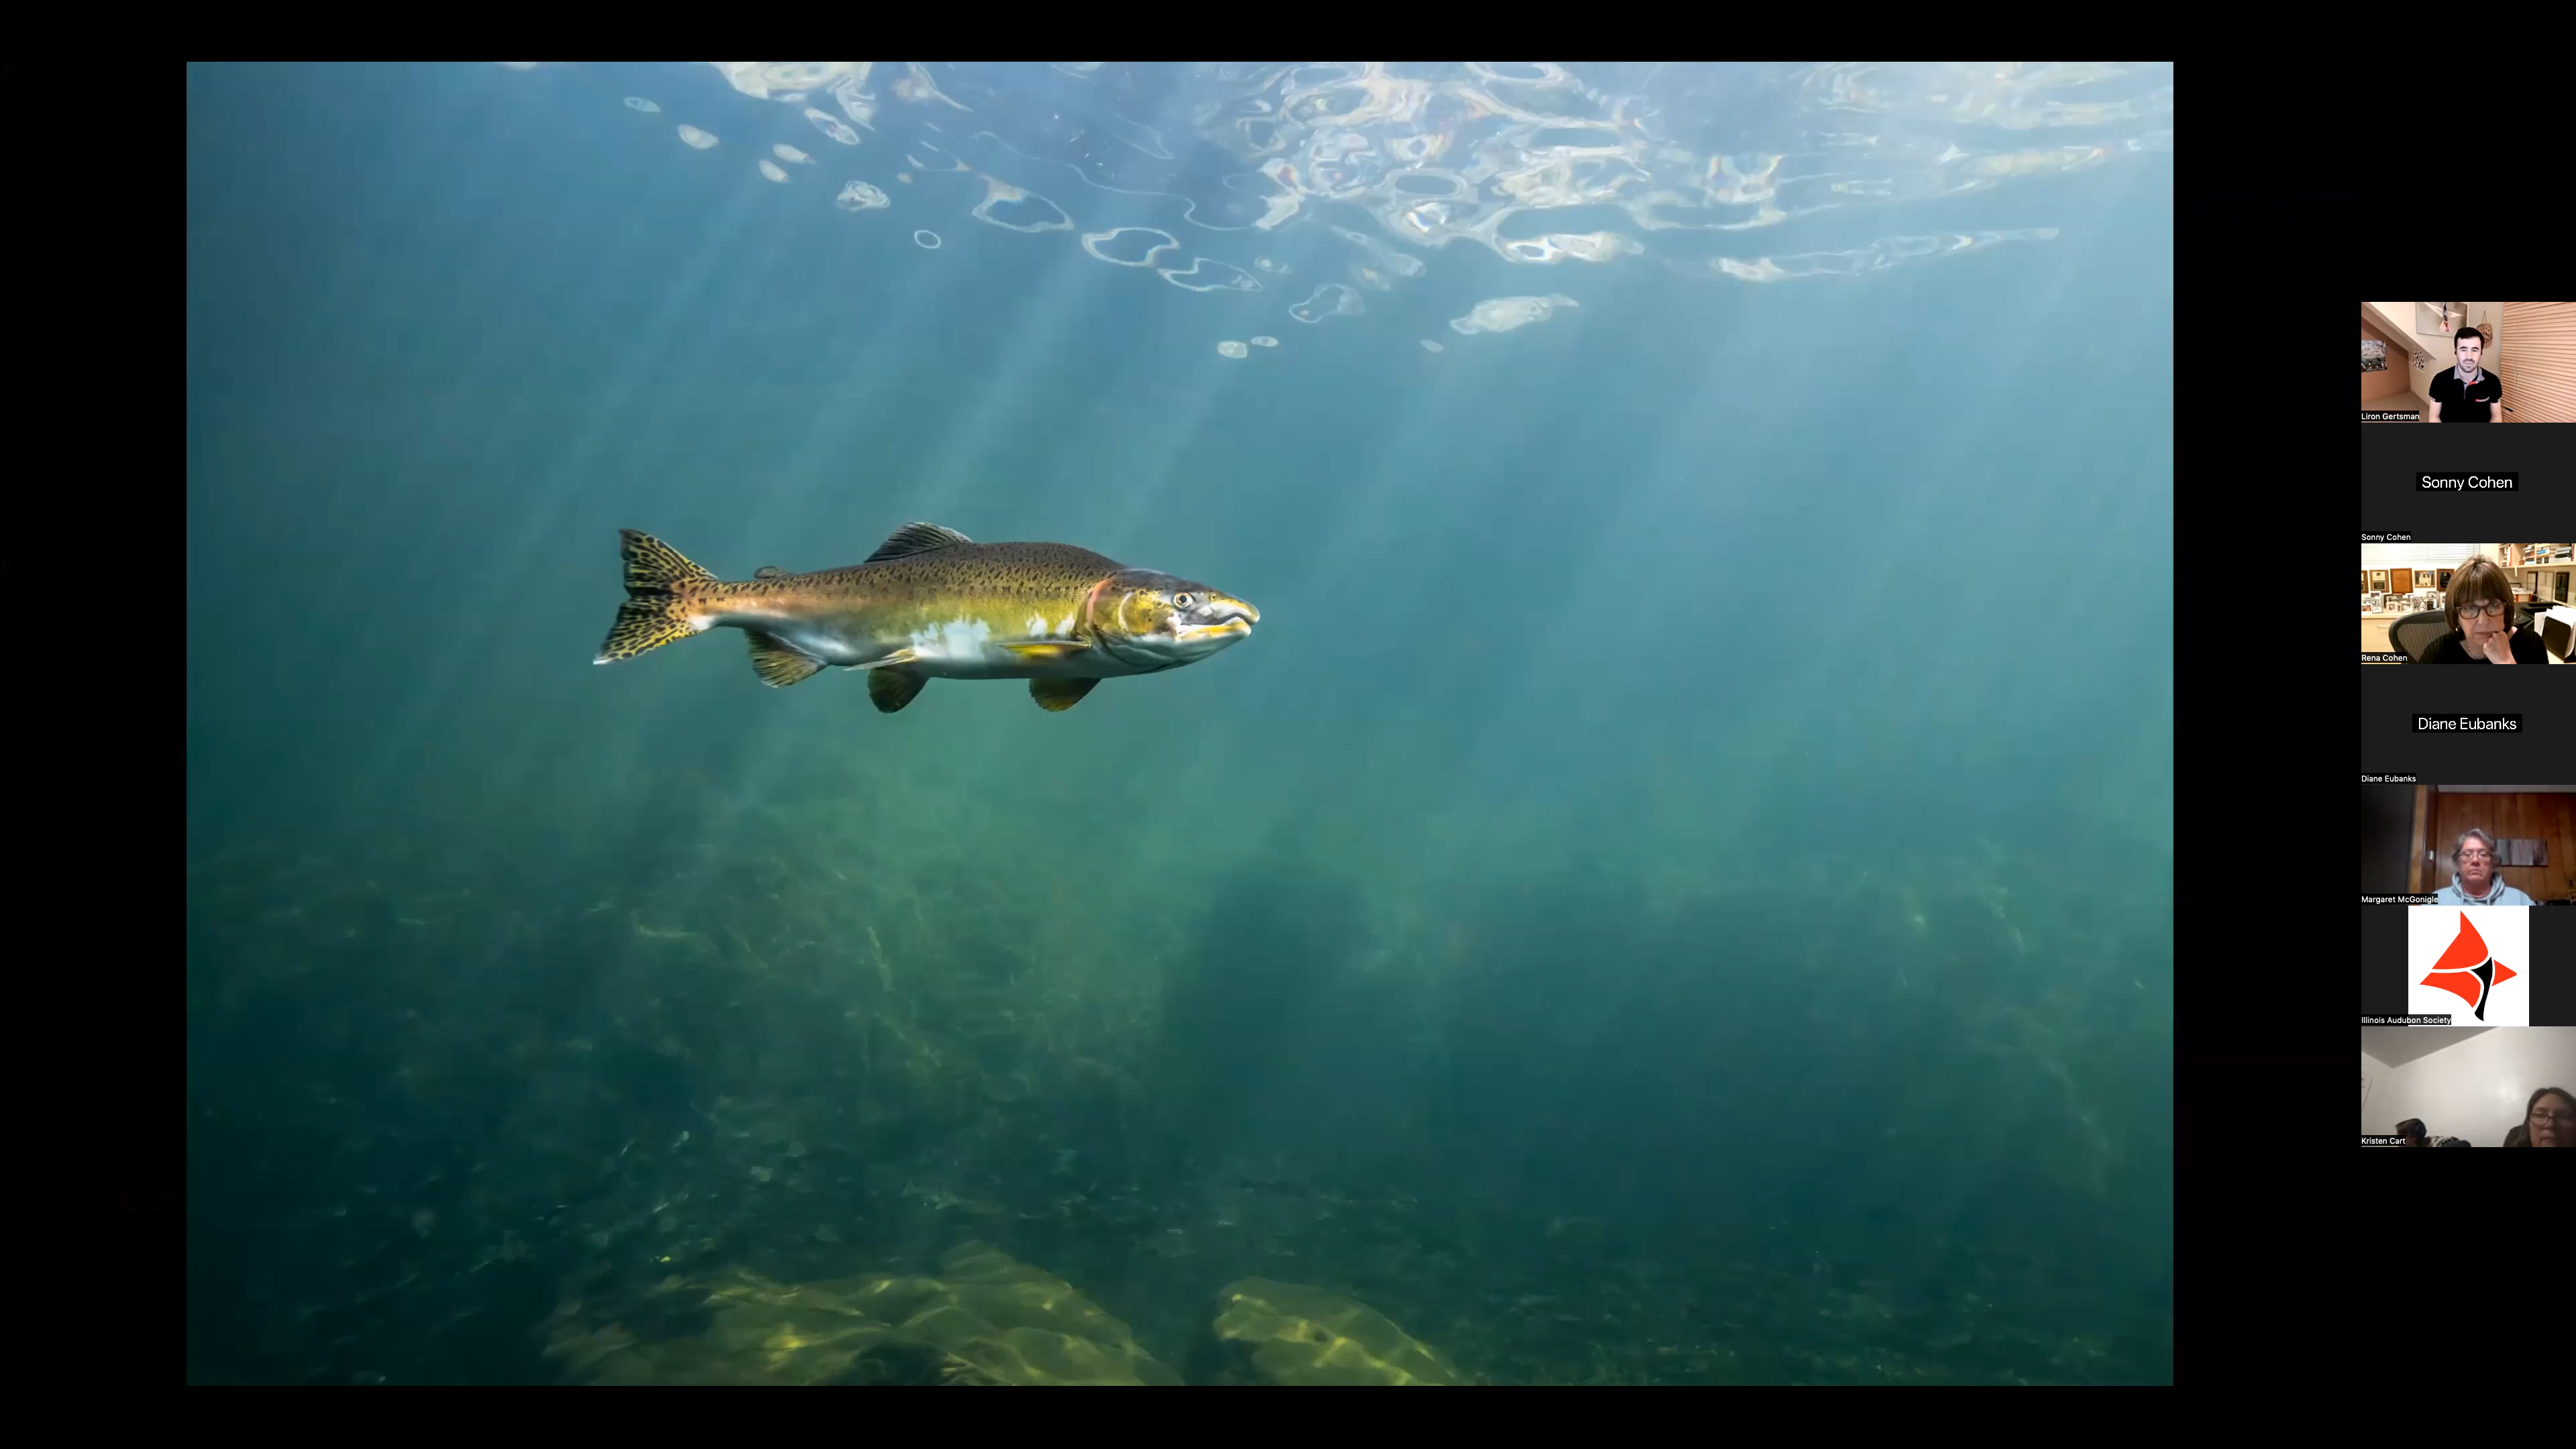 Liron Gertsman
Sonny Cohen
Sonny Cohen
Rena Cohen
Diane Eubanks
Diane Eubanks
Margaret McGonigle
Illinois Audubon Society
Kristen Cart